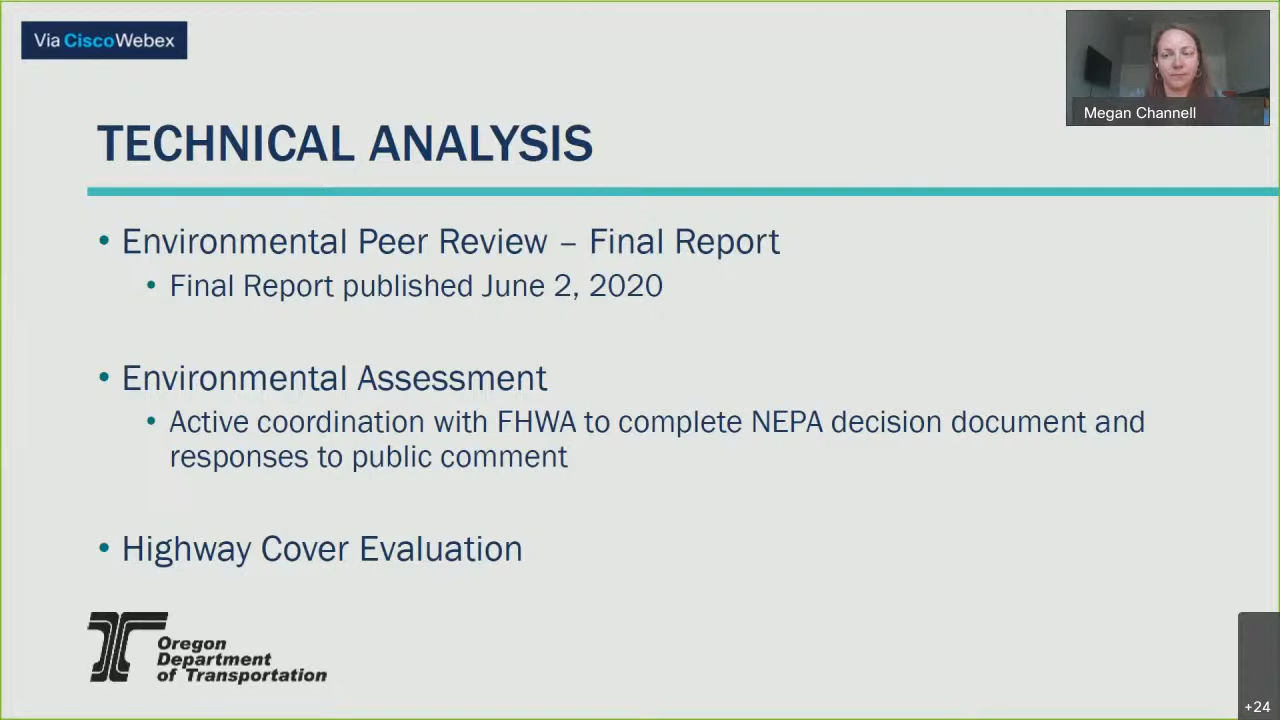 Via Cisco Webex
Megan Channell
TECHNICAL ANALYSIS
• Environmental Peer Review – Final Report
• Final Report published June 2, 2020
• Environmental Assessment
• Active coordination with FHWA to complete NEPA decision document and
responses to public comment
• Highway Cover Evaluation
Oregon
Department
of Transportation
+24